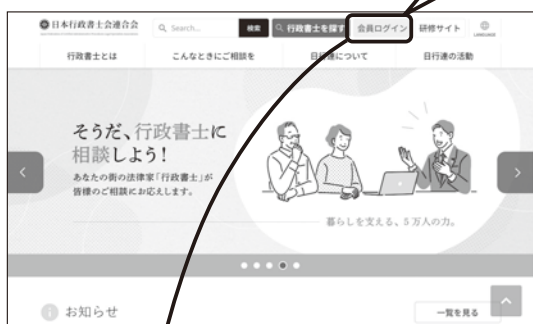 日本行政書士会連合会
Search...
検索
行政書士を探す
会員ログイン
研修サイト
LANGUAGE
行政書士とは
こんなときにご相談を
日行連について
日行連の活動
そうだ、行政書士に
相談しよう!
あなたの街の法律家「行政書士」が
皆様のご相談にお応えします。
暮らしを支える、5万人の力。
お知らせ
一覧を見る